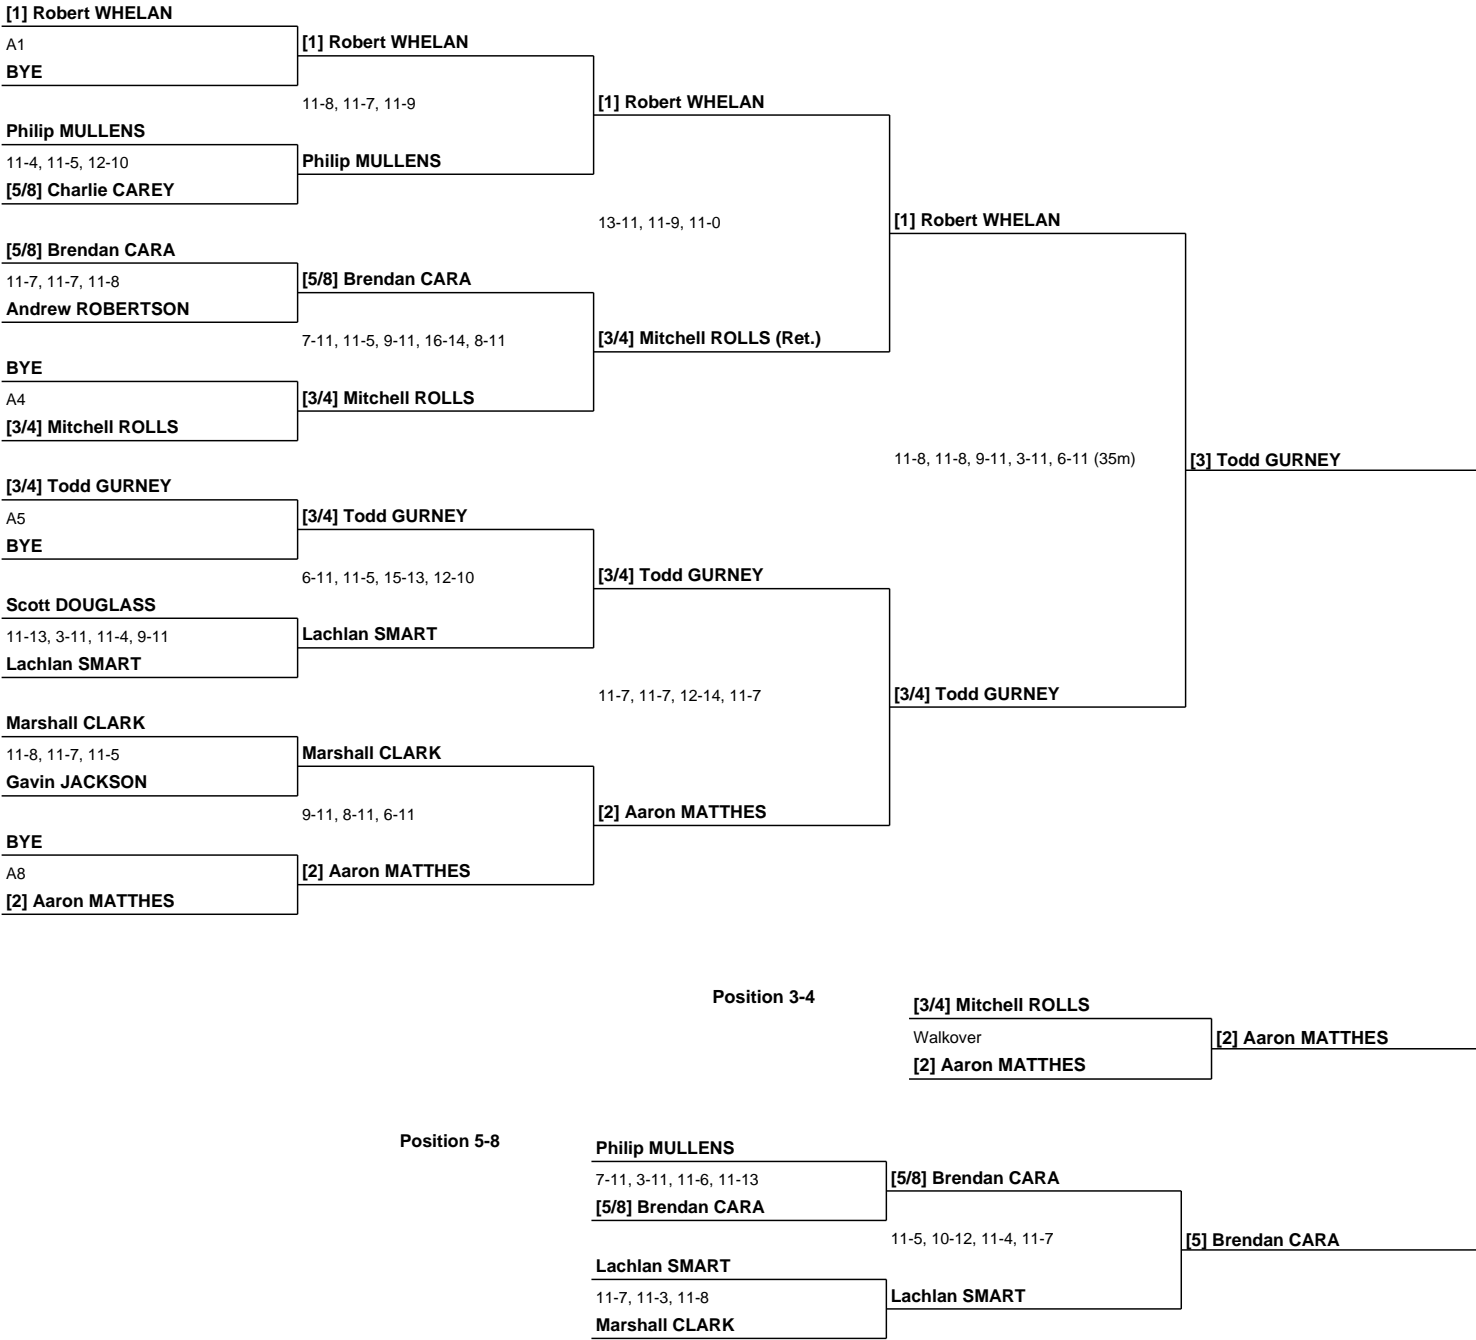 [1] Robert WHELAN
A1
[1] Robert WHELAN
BYE
11-8, 11-7, 11-9
[1] Robert WHELAN
Philip MULLENS
11-4, 11-5, 12-10
Philip MULLENS
[5/8] Charlie CAREY
13-11, 11-9, 11-0
[1] Robert WHELAN
[5/8] Brendan CARA
11-7, 11-7, 11-8
[5/8] Brendan CARA
Andrew ROBERTSON
7-11, 11-5, 9-11, 16-14, 8-11
[3/4] Mitchell ROLLS (Ret.)
BYE
A4
[3/4] Mitchell ROLLS
[3/4] Mitchell ROLLS
11-8, 11-8, 9-11, 3-11, 6-11 (35m)
[3] Todd GURNEY
[3/4] Todd GURNEY
A5
[3/4] Todd GURNEY
BYE
6-11, 11-5, 15-13, 12-10
[3/4] Todd GURNEY
Scott DOUGLASS
11-13, 3-11, 11-4, 9-11
Lachlan SMART
Lachlan SMART
11-7, 11-7, 12-14, 11-7
[3/4] Todd GURNEY
Marshall CLARK
11-8, 11-7, 11-5
Marshall CLARK
Gavin JACKSON
9-11, 8-11, 6-11
[2] Aaron MATTHES
BYE
A8
[2] Aaron MATTHES
[2] Aaron MATTHES
Position 3-4
[3/4] Mitchell ROLLS
Walkover
[2] Aaron MATTHES
[2] Aaron MATTHES
Position 5-8
Philip MULLENS
7-11, 3-11, 11-6, 11-13
[5/8] Brendan CARA
[5/8] Brendan CARA
11-5, 10-12, 11-4, 11-7
[5] Brendan CARA
Lachlan SMART
11-7, 11-3, 11-8
Lachlan SMART
Marshall CLARK